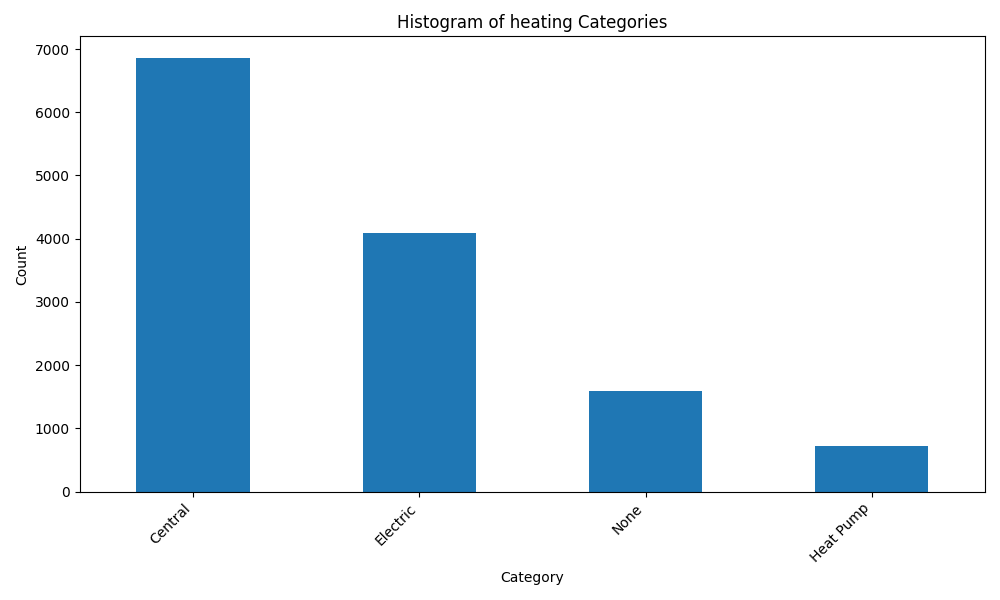 Histogram of heating Categories
7000
6000
5000
4000
3000
2000
1000
0
Count
Central
Electric
None
Heat Pump
Category